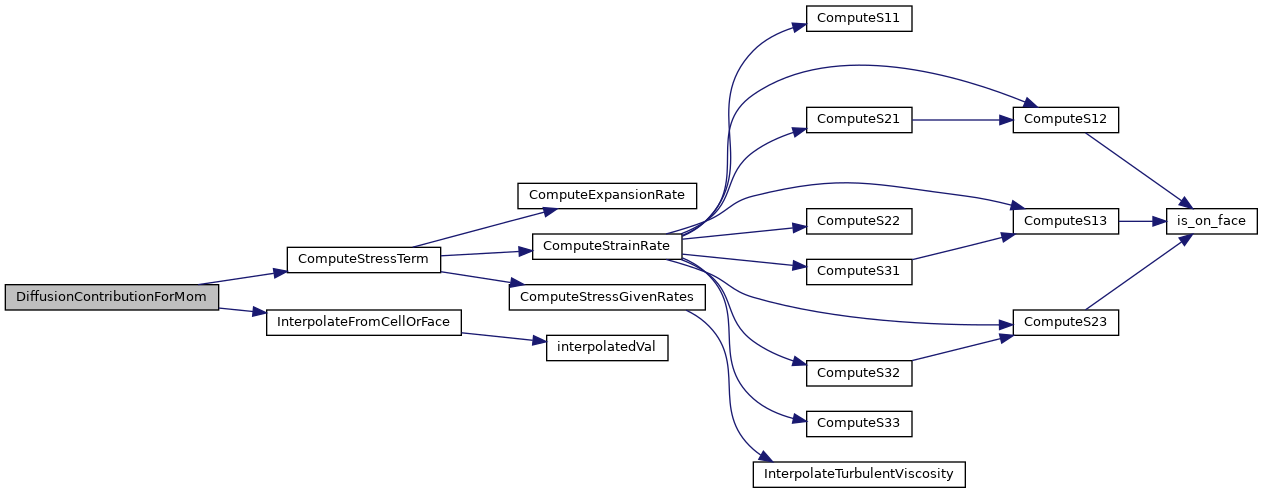 ComputeS11
ComputeS12
ComputeS21
ComputeExpansionRate
ComputeS22
ComputeS13
is_on_face
ComputeStrainRate
ComputeStressTerm
ComputeS31
DiffusionContributionForMom
ComputeStressGivenRates
InterpolateFromCellOrFace
ComputeS23
interpolatedVal
ComputeS32
ComputeS33
InterpolateTurbulentViscosity